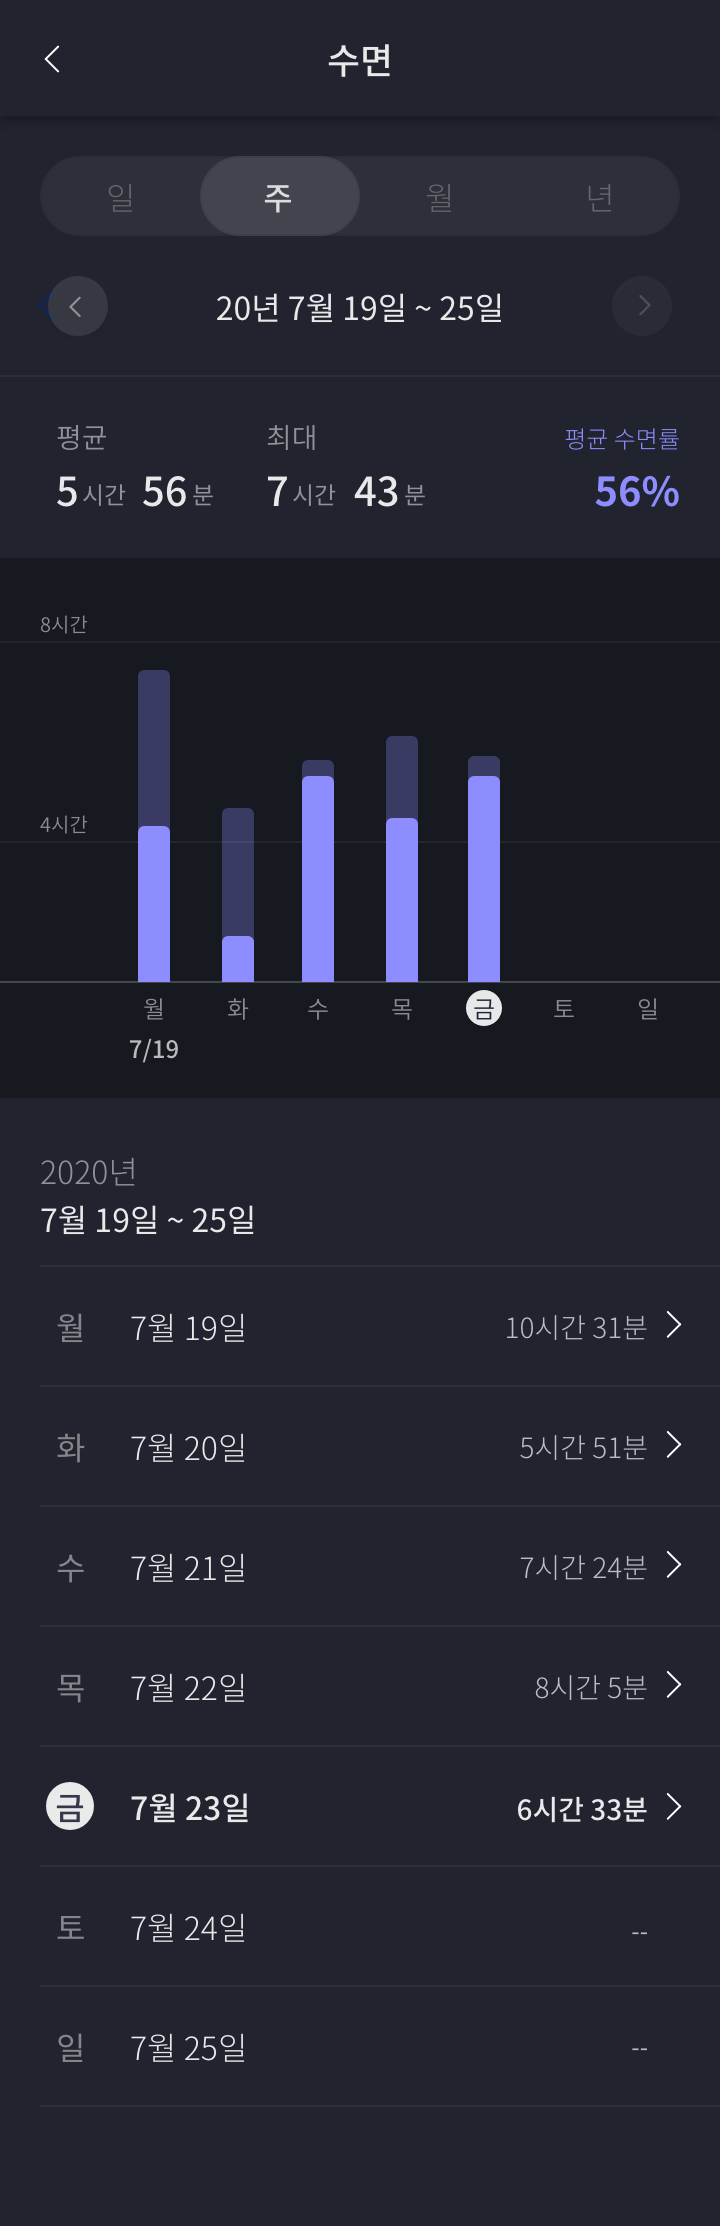 수면
일 주 월 년
20년 7월 19일 ~ 25일
평균 최대 평균 수면률
5시간 56분 7시간 43분 56%
8시간
4시간
월 화 수 목 금 토 일
7/19
2020년
7월 19일 ~ 25일
월 7월 19일 10시간 31분
화 7월 20일 5시간 51분
수 7월 21일 7시간 24분
목 7월 22일 8시간 5분
금 7월 23일 6시간 33분
토 7월 24일 --
일 7월 25일 --